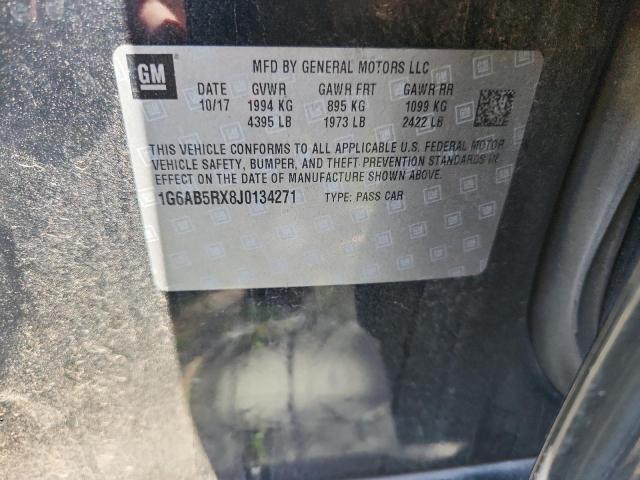 GM
MFD BY GENERAL MOTORS LLC
DATE GVWR GAWR FRT GAWR RR
10/17 1994 KG 895 KG 1099 KG
4395 LB 1973 LB 2422 LB
THIS VEHICLE CONFORMS TO ALL APPLICABLE U.S. FEDERAL MOTOR
VEHICLE SAFETY, BUMPER, AND THEFT PREVENTION STANDARDS IN
EFFECT ON THE DATE OF MANUFACTURE SHOWN ABOVE.
1G6AB5RX8J0134271 TYPE: PASS CAR